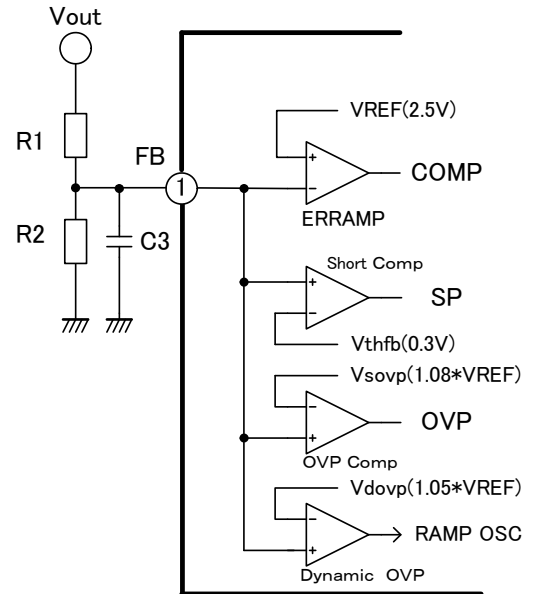 Vout
R1
FB
1
R2
C3
VREF(2.5V)
+
−
COMP
ERRAMP
Short Comp
+
−
SP
Vthfb(0.3V)
Vsovp(1.08*VREF)
−
+
OVP
OVP Comp
Vdovp(1.05*VREF)
−
+
RAMP OSC
Dynamic OVP